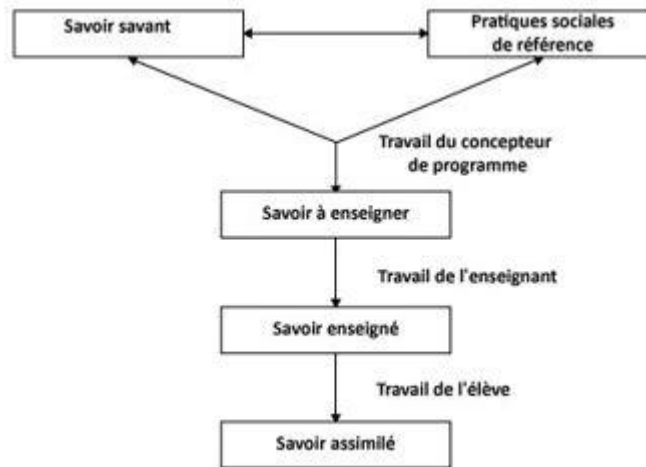 Savoir savant
Pratiques sociales
de référence
Travail du concepteur
de programme
Savoir à enseigner
Travail de l'enseignant
Savoir enseigné
Travail de l'élève
Savoir assimilé